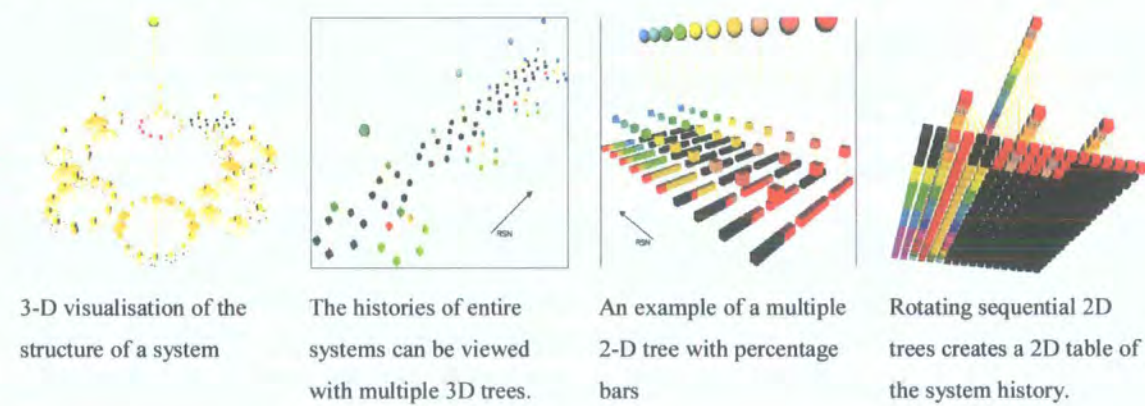 RSN
RSN
3-D visualisation of the
structure of a system
The histories of entire
systems can be viewed
with multiple 3D trees.
An example of a multiple
2-D tree with percentage
bars
Rotating sequential 2D
trees creates a 2D table of
the system history.